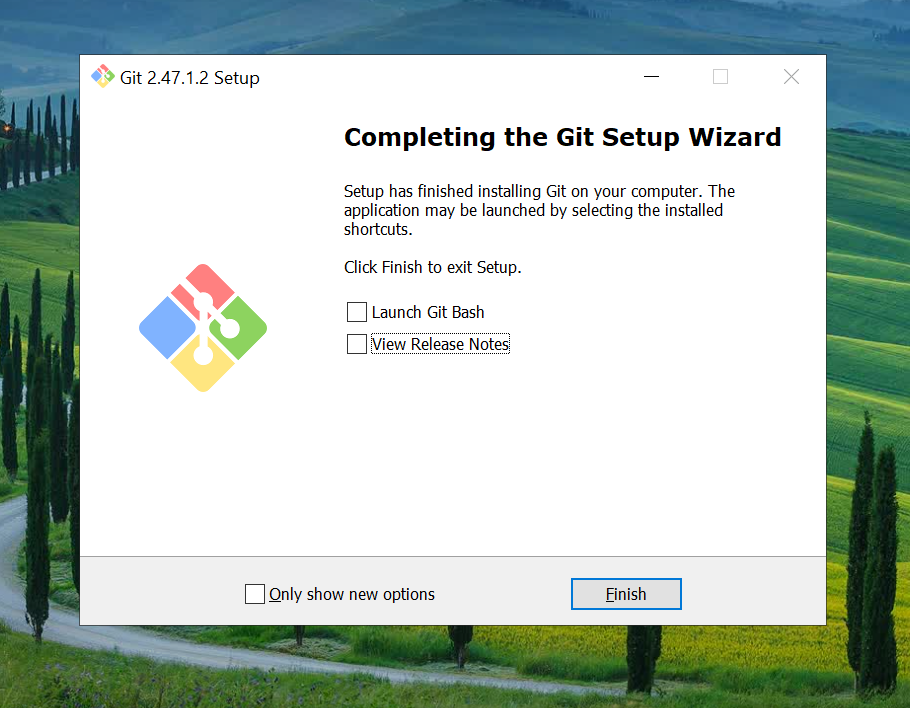 Git 2.47.1.2 Setup
Completing the Git Setup Wizard
Setup has finished installing Git on your computer. The
application may be launched by selecting the installed
shortcuts.
Click Finish to exit Setup.
Launch Git Bash
View Release Notes
Only show new options
Finish